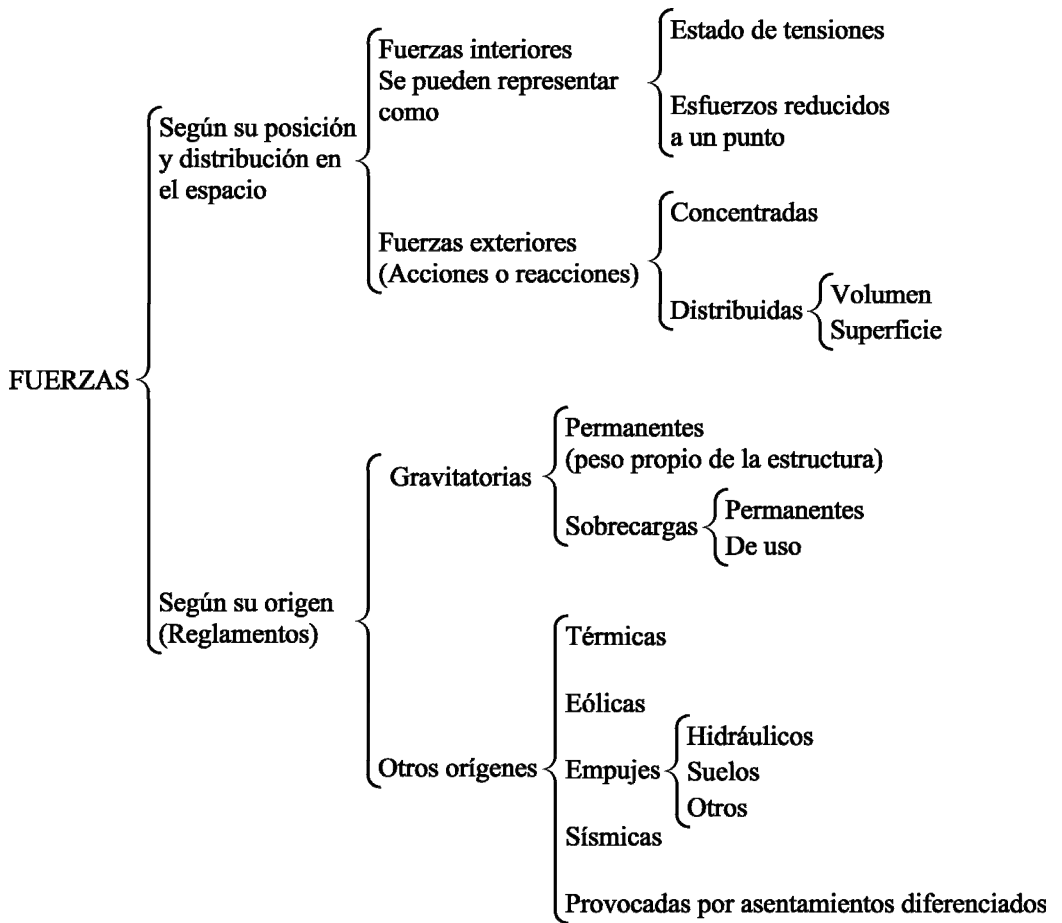 FUERZAS
Según su posición
y distribución en
el espacio
Fuerzas interiores
Se pueden representar
como
Estado de tensiones
Esfuerzos reducidos
a un punto
Fuerzas exteriores
(Acciones o reacciones)
Concentradas
Distribuidas
Volumen
Superficie
Según su origen
(Reglamentos)
Gravitatorias
Permanentes
(peso propio de la estructura)
Sobrecargas
Permanentes
De uso
Otros orígenes
Térmicas
Eólicas
Empujes
Hidráulicos
Suelos
Otros
Sísmicas
Provocadas por asentamientos diferenciados